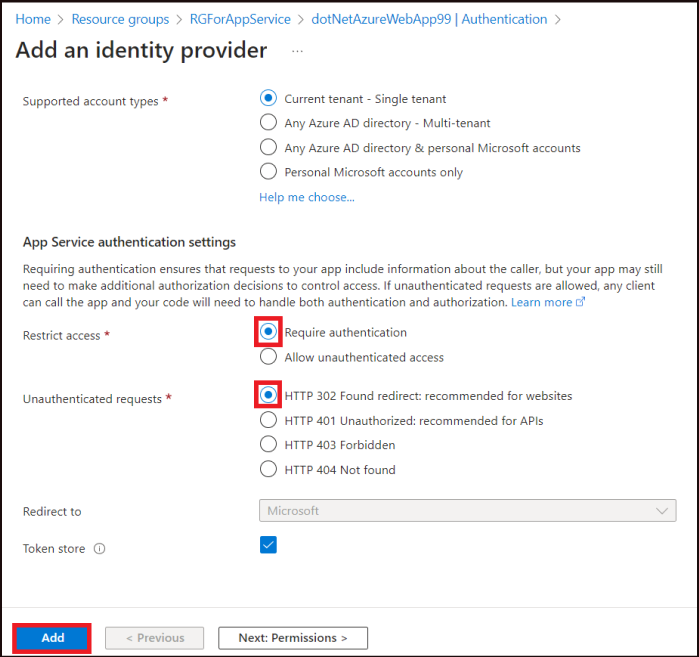 Home > Resource groups > RGForAppService > dotNetAzureWebApp99 | Authentication >
Add an identity provider ...
Supported account types *
Current tenant - Single tenant
Any Azure AD directory - Multi-tenant
Any Azure AD directory & personal Microsoft accounts
Personal Microsoft accounts only
Help me choose...
App Service authentication settings
Requiring authentication ensures that requests to your app include information about the caller, but your app may still
need to make additional authorization decisions to control access. If unauthenticated requests are allowed, any client
can call the app and your code will need to handle both authentication and authorization. Learn more
Restrict access *
Require authentication
Allow unauthenticated access
Unauthenticated requests *
HTTP 302 Found redirect: recommended for websites
HTTP 401 Unauthorized: recommended for APIs
HTTP 403 Forbidden
HTTP 404 Not found
Redirect to
Microsoft
Token store
Add
< Previous
Next: Permissions >